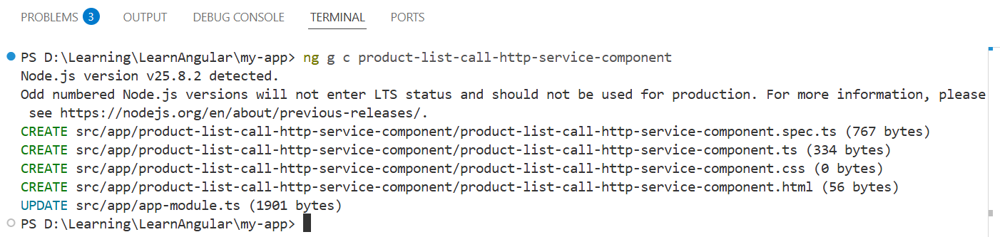 PROBLEMS 3 OUTPUT DEBUG CONSOLE TERMINAL PORTS
PS D:\Learning\LearnAngular\my-app> ng g c product-list-call-http-service-component
Node.js version v25.8.2 detected.
Odd numbered Node.js versions will not enter LTS status and should not be used for production. For more information, please
 see https://nodejs.org/en/about/previous-releases/.
CREATE src/app/product-list-call-http-service-component/product-list-call-http-service-component.spec.ts (767 bytes)
CREATE src/app/product-list-call-http-service-component/product-list-call-http-service-component.ts (334 bytes)
CREATE src/app/product-list-call-http-service-component/product-list-call-http-service-component.css (0 bytes)
CREATE src/app/product-list-call-http-service-component/product-list-call-http-service-component.html (56 bytes)
UPDATE src/app/app-module.ts (1901 bytes)
PS D:\Learning\LearnAngular\my-app>